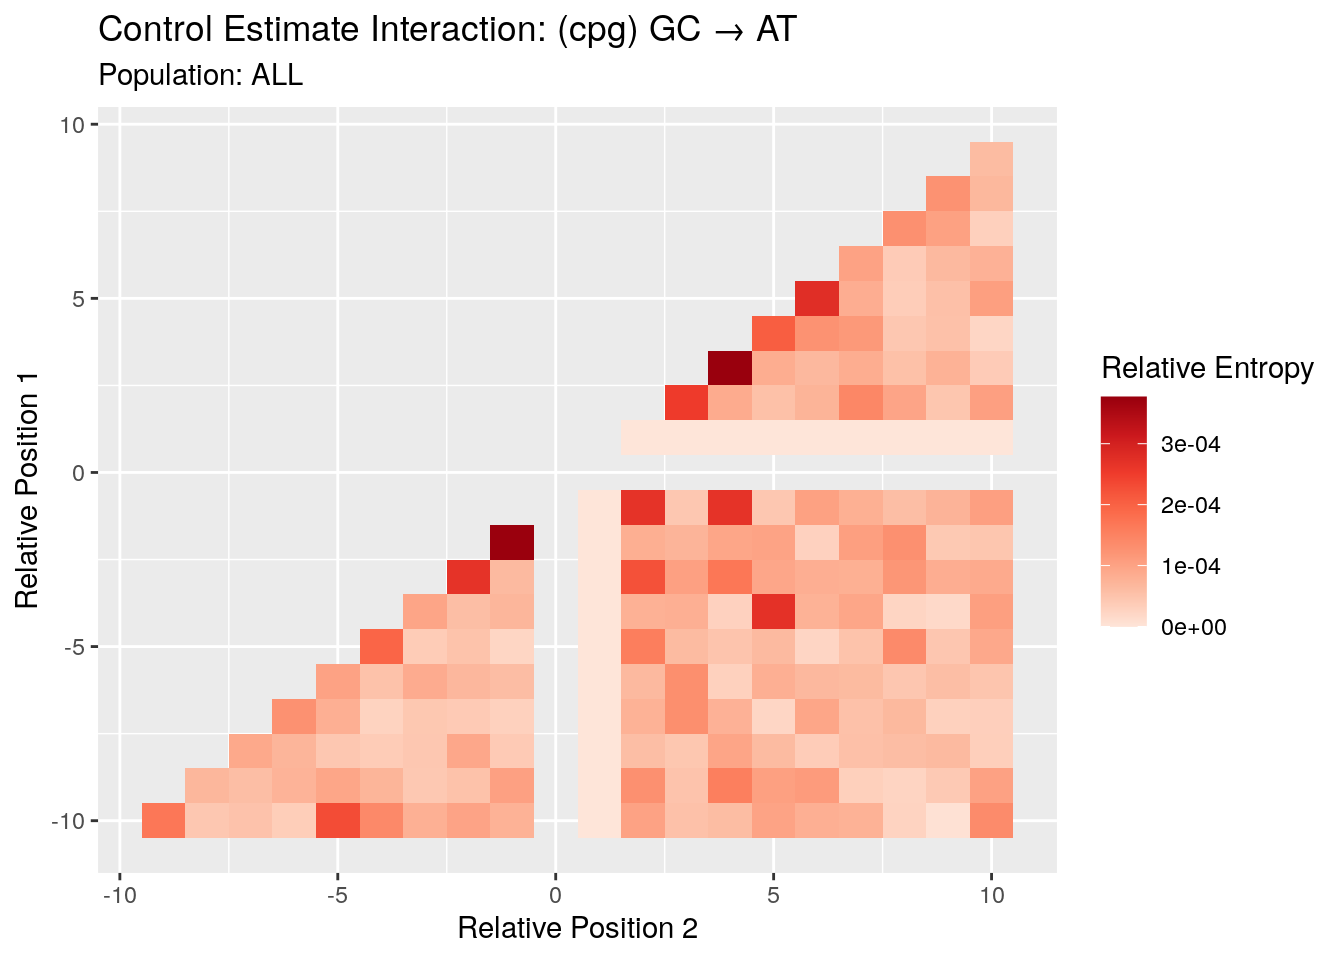 Control Estimate Interaction: (cpg) GC → AT
Population: ALL
Relative Position 1
10
5
0
-5
-10
-10 -5 0 5 10
Relative Position 2
Relative Entropy
3e-04
2e-04
1e-04
0e+00